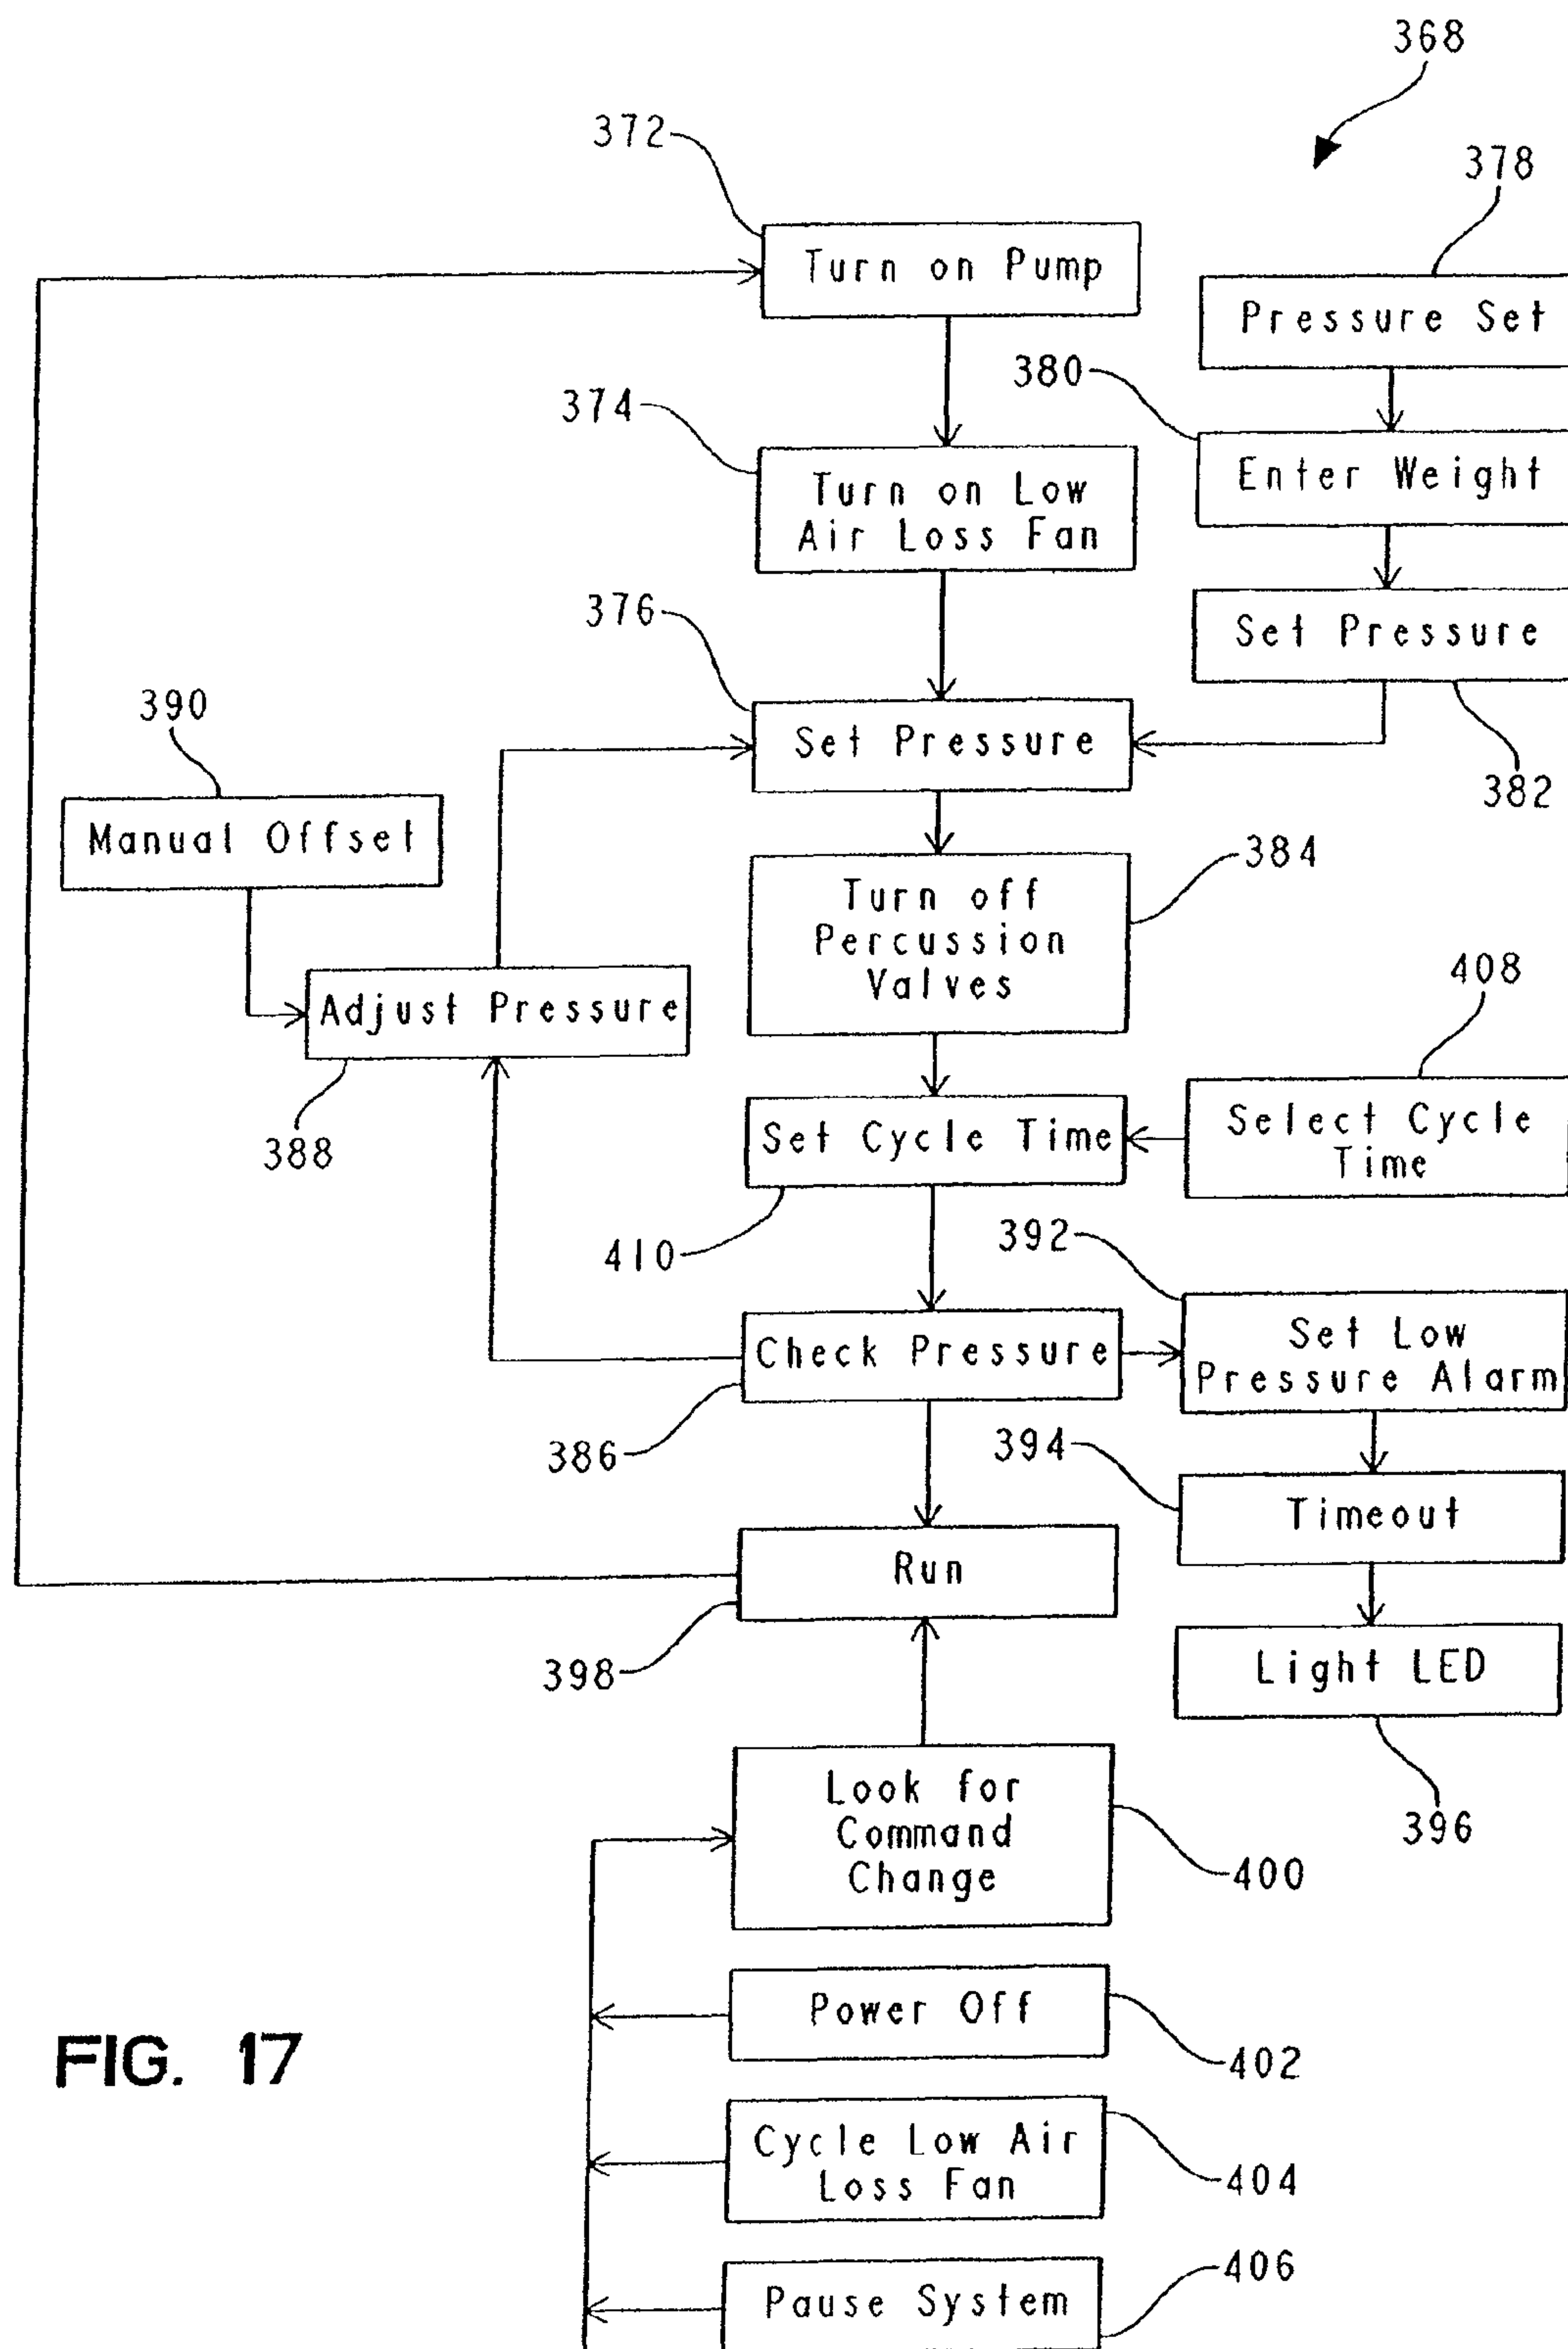 368
372
378
Turn on Pump
Pressure Set
380
374
Enter Weight
Turn on Low
Air Loss Fan
376
Set Pressure
390
Set Pressure
382
Manual Offset
384
Turn off
Percussion
Valves
408
Adjust Pressure
388
Set Cycle Time
Select Cycle
Time
410
392
Check Pressure
Set Low
Pressure Alarm
386
394
Timeout
Run
398
Light LED
Look for
Command
Change
396
400
Power Off
FIG. 17
402
Cycle Low Air
Loss Fan
404
406
Pause System